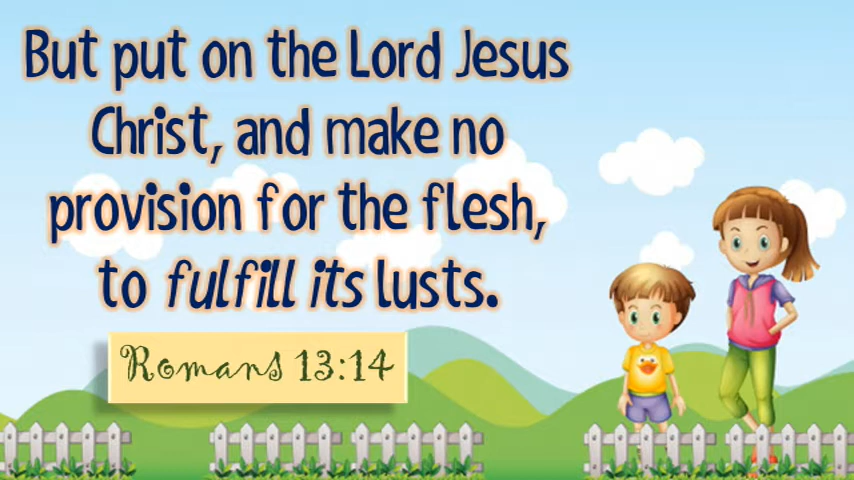 But put on the Lord Jesus
Christ, and make no
provision for the flesh,
to fulfill its lusts.
Romans 13:14